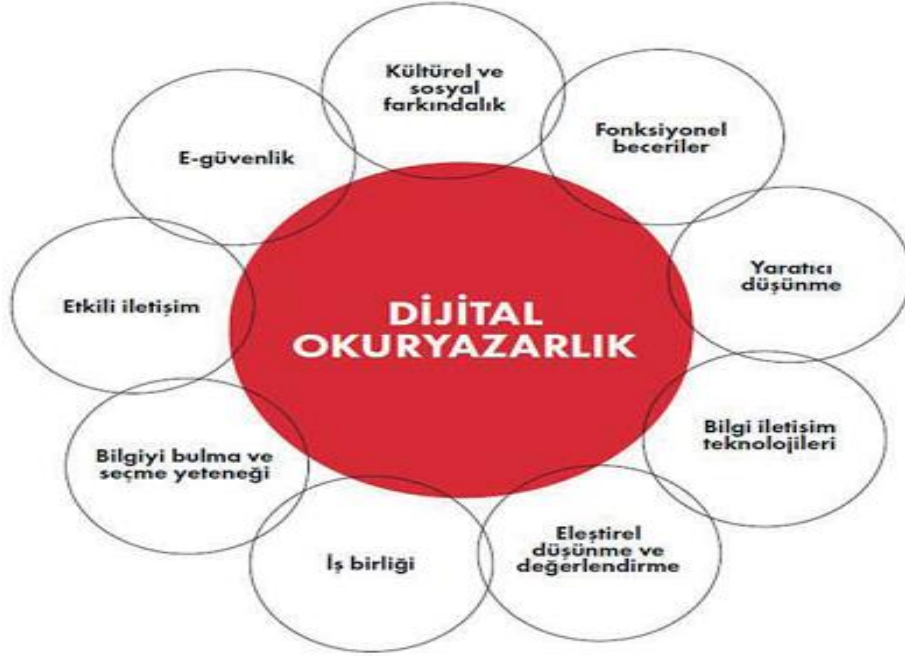 Kültürel ve
sosyal
farkındalık
Fonksiyonel
beceriler
E-güvenlik
Yaratıcı
düşünme
Etkili iletişim
DİJİTAL
OKURYAZARLIK
Bilgi iletisim
teknolojileri
Bilgiyi bulma ve
seçme yeteneği
Eleştirel
düşünme ve
değerlendirme
İş birliği